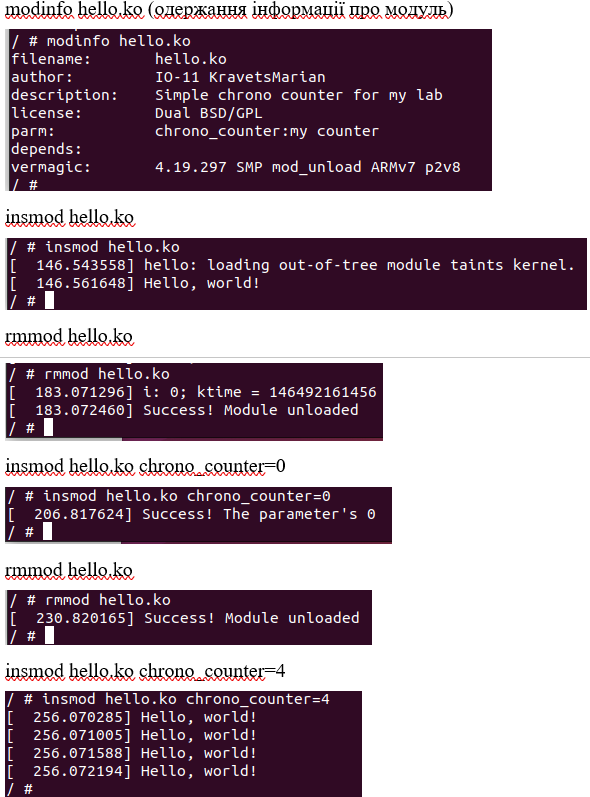 modinfo hello.ko (одержання інформації про модуль)
/ # modinfo hello.ko
filename:       hello.ko
author:         IO-11 KravetsMarian
description:    Simple chrono counter for my lab
license:        Dual BSD/GPL
parm:           chrono_counter:my counter
depends:
vermagic:       4.19.297 SMP mod_unload ARMv7 p2v8
/ #
insmod hello.ko
/ # insmod hello.ko
[  146.543558] hello: loading out-of-tree module taints kernel.
[  146.561648] Hello, world!
/ #
rmmod hello.ko
/ # rmmod hello.ko
[  183.071296] i: 0; ktime = 146492161456
[  183.072460] Success! Module unloaded
/ #
insmod hello.ko chrono_counter=0
/ # insmod hello.ko chrono_counter=0
[  206.817624] Success! The parameter's 0
/ #
rmmod hello.ko
/ # rmmod hello.ko
[  230.820165] Success! Module unloaded
/ #
insmod hello.ko chrono_counter=4
/ # insmod hello.ko chrono_counter=4
[  256.070285] Hello, world!
[  256.071005] Hello, world!
[  256.071588] Hello, world!
[  256.072194] Hello, world!
/ #